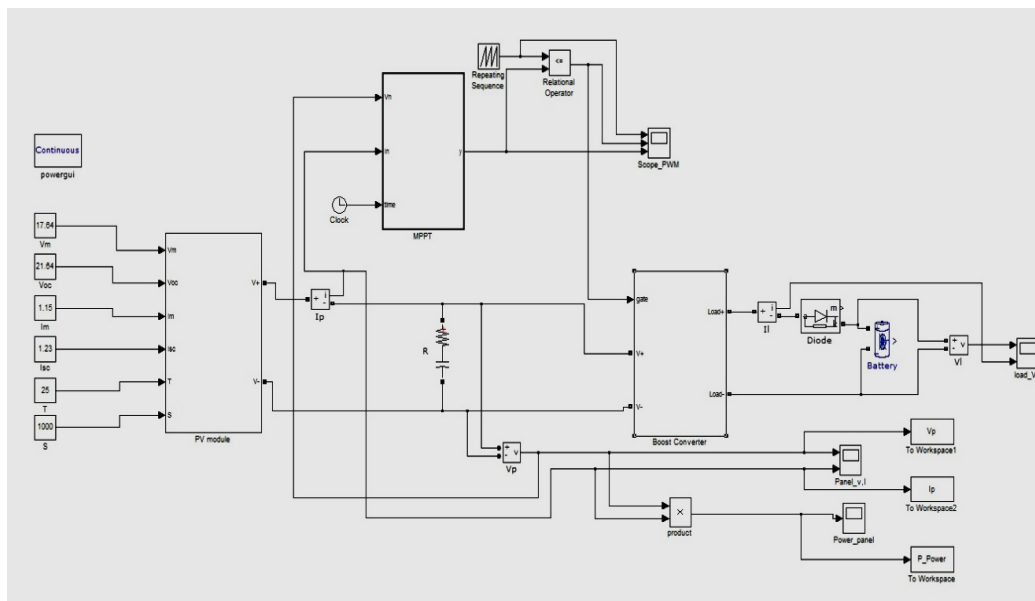 Continuous
powergui
17.64
Vm
21.64
Voc
1.15
Im
1.23
Isc
25
T
1000
S
Vm
Voc
Im
Isc
T
S
V+
V-
PV module
+
i
-
Ip
R
Clock
Vn
in
time
y
MPPT
Repeating
Sequence
Relational
Operator
Scope_PWM
gate
V+
V-
Load+
Load-
Boost Converter
+
i
-
Il
m
Diode
Battery
+
-
v
Vl
load_V
+
-
v
Vp
×
product
Panel_v,I
Power_panel
Vp
To Workspace1
Ip
To Workspace2
P_Power
To Workspace